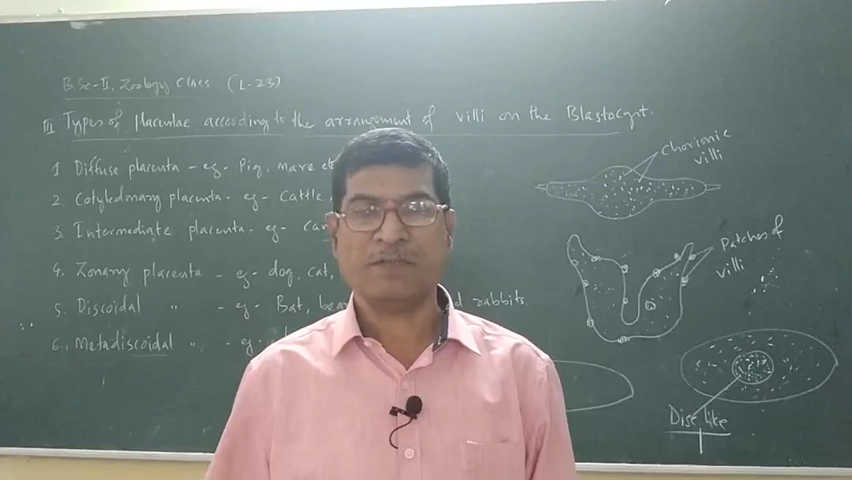 B.Sc-II, Zoology Class (L-23)
III Types of Placentae according to the arrangement of villi on the Blastocyst.
1 Diffuse placenta - eg- Pig, mare
2 Cotyledonary placenta. eg- Cattle
3. Intermediate placenta. eg-
4. Zonary placenta - eg- dog, cat,
5. Discoidal " - eg- Bat, rabbits.
6. Metadiscoidal " - eg-
Chorionic
villi
Patches of
villi
Disc like